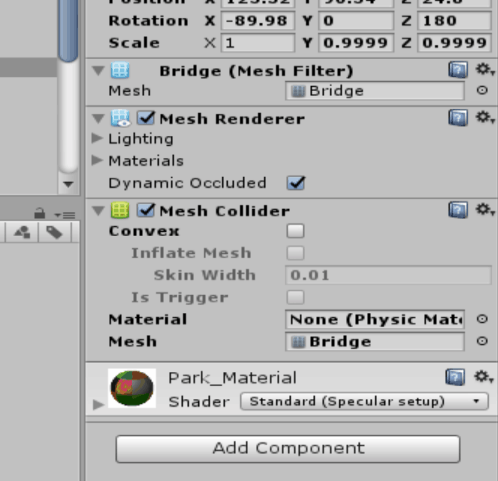 Rotation X -89.98 Y 0 Z 180
Scale X 1 Y 0.9999 Z 0.9999
Bridge (Mesh Filter)
Mesh Bridge
Mesh Renderer
Lighting
Materials
Dynamic Occluded
Mesh Collider
Convex
Inflate Mesh
Skin Width 0.01
Is Trigger
Material None (Physic Mat
Mesh Bridge
Park_Material
Shader Standard (Specular setup)
Add Component